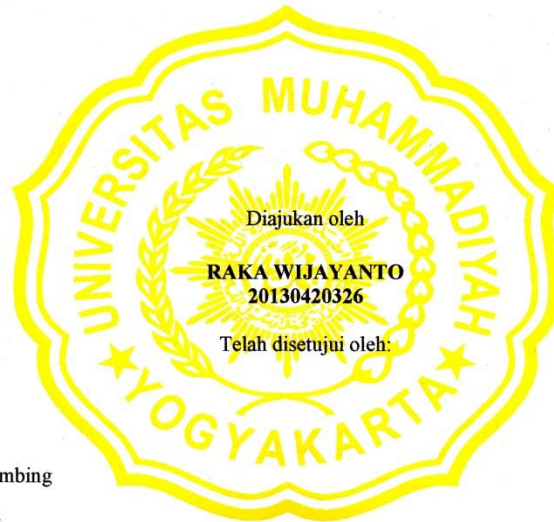 UNIVERSITAS MUHAMMADIYAH
YOGYAKARTA
Diajukan oleh
RAKA WIJAYANTO
20130420326
Telah disetujui oleh:
mbing